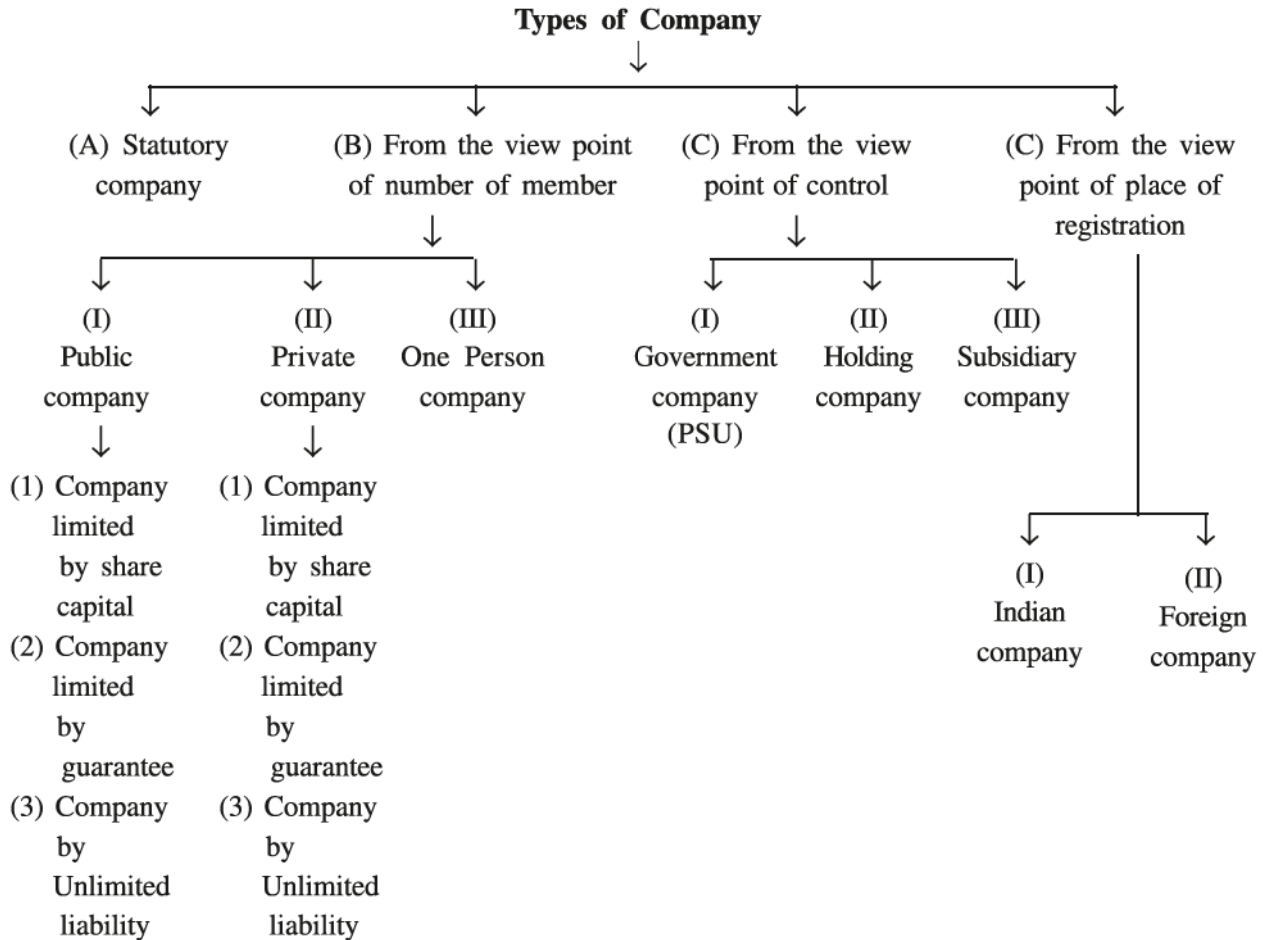 Types of Company
(A) Statutory
company
(B) From the view point
of number of member
(C) From the view
point of control
(C) From the view
point of place of
registration
(I)
Public
company
(II)
Private
company
(III)
One Person
company
(I)
Government
company
(PSU)
(II)
Holding
company
(III)
Subsidiary
company
(1) Company
limited
by share
capital
(2) Company
limited
by
guarantee
(3) Company
by
Unlimited
liability
(1) Company
limited
by share
capital
(2) Company
limited
by
guarantee
(3) Company
by
Unlimited
liability
(I)
Indian
company
(II)
Foreign
company